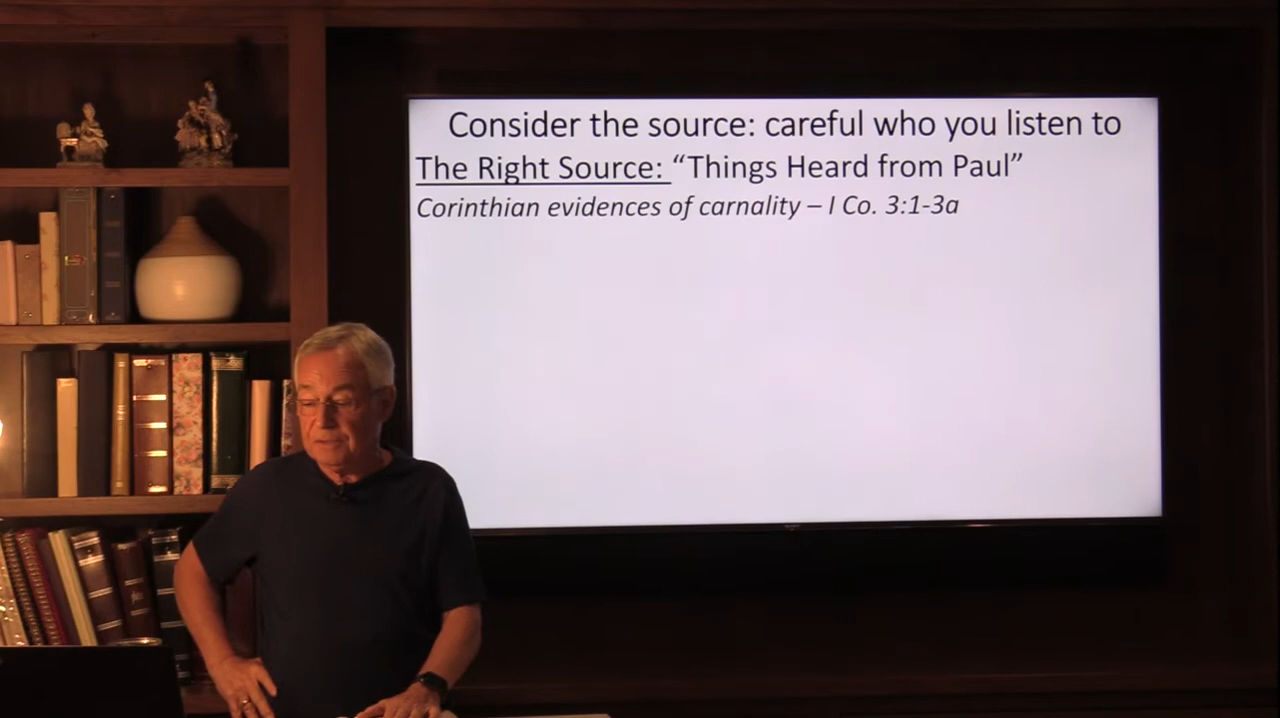 Consider the source: careful who you listen to
The Right Source: “Things Heard from Paul”
Corinthian evidences of carnality – I Co. 3:1-3a